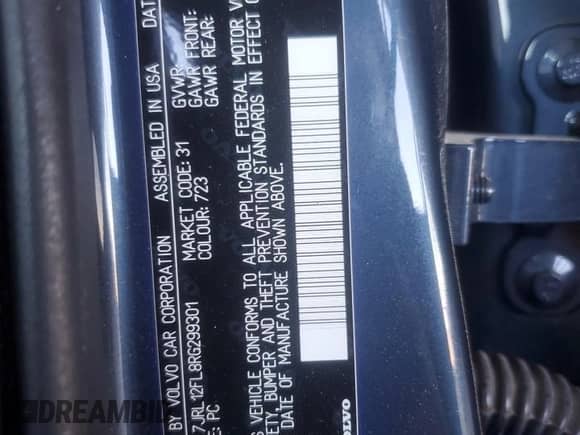 BY VOLVO CAR CORPORATION ASSEMBLED IN USA DAT
7JRL12FL8RG299301 MARKET CODE: 31 GVWR
: PC COLOUR: 723 GAWR FRONT:
GAWR REAR:
S VEHICLE CONFORMS TO ALL APPLICABLE FEDERAL MOTOR V
ETY, BUMPER AND THEFT PREVENTION STANDARDS IN EFFECT O
DATE OF MANUFACTURE SHOWN ABOVE.
VOLVO
DREAMBID